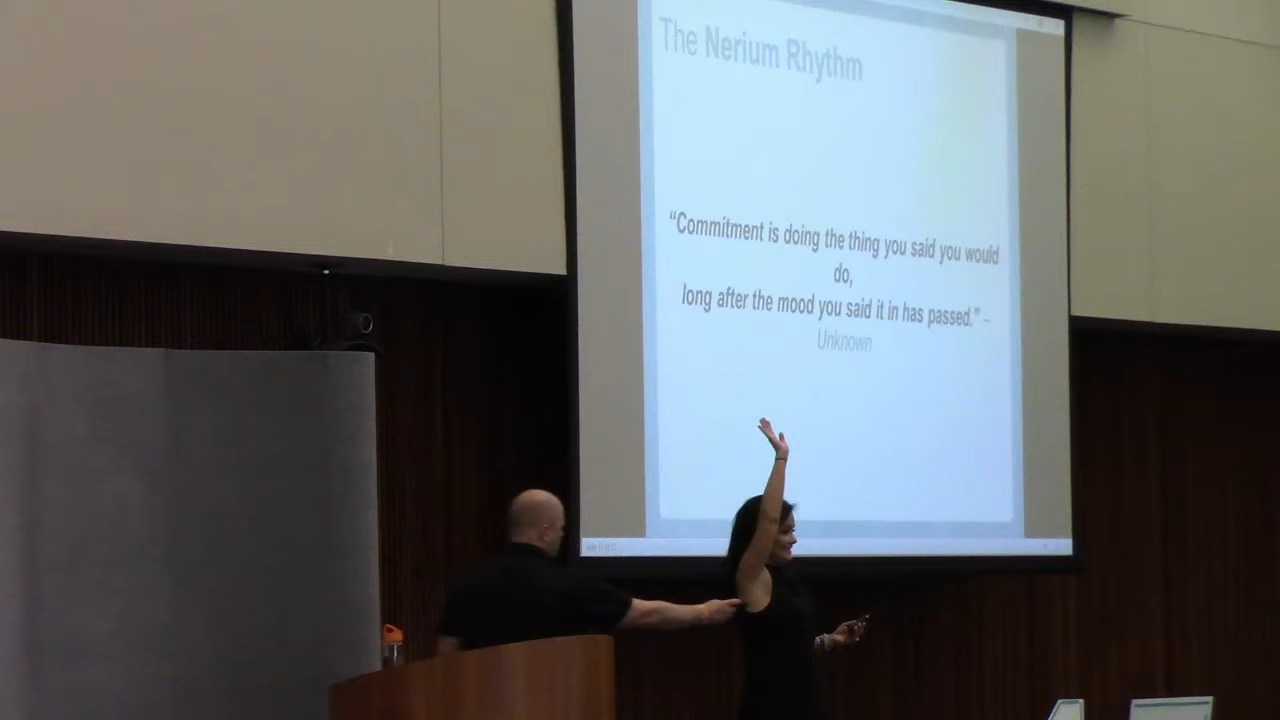 The Nerium Rhythm
“Commitment is doing the thing you said you would
do,
long after the mood you said it in has passed.” –
Unknown